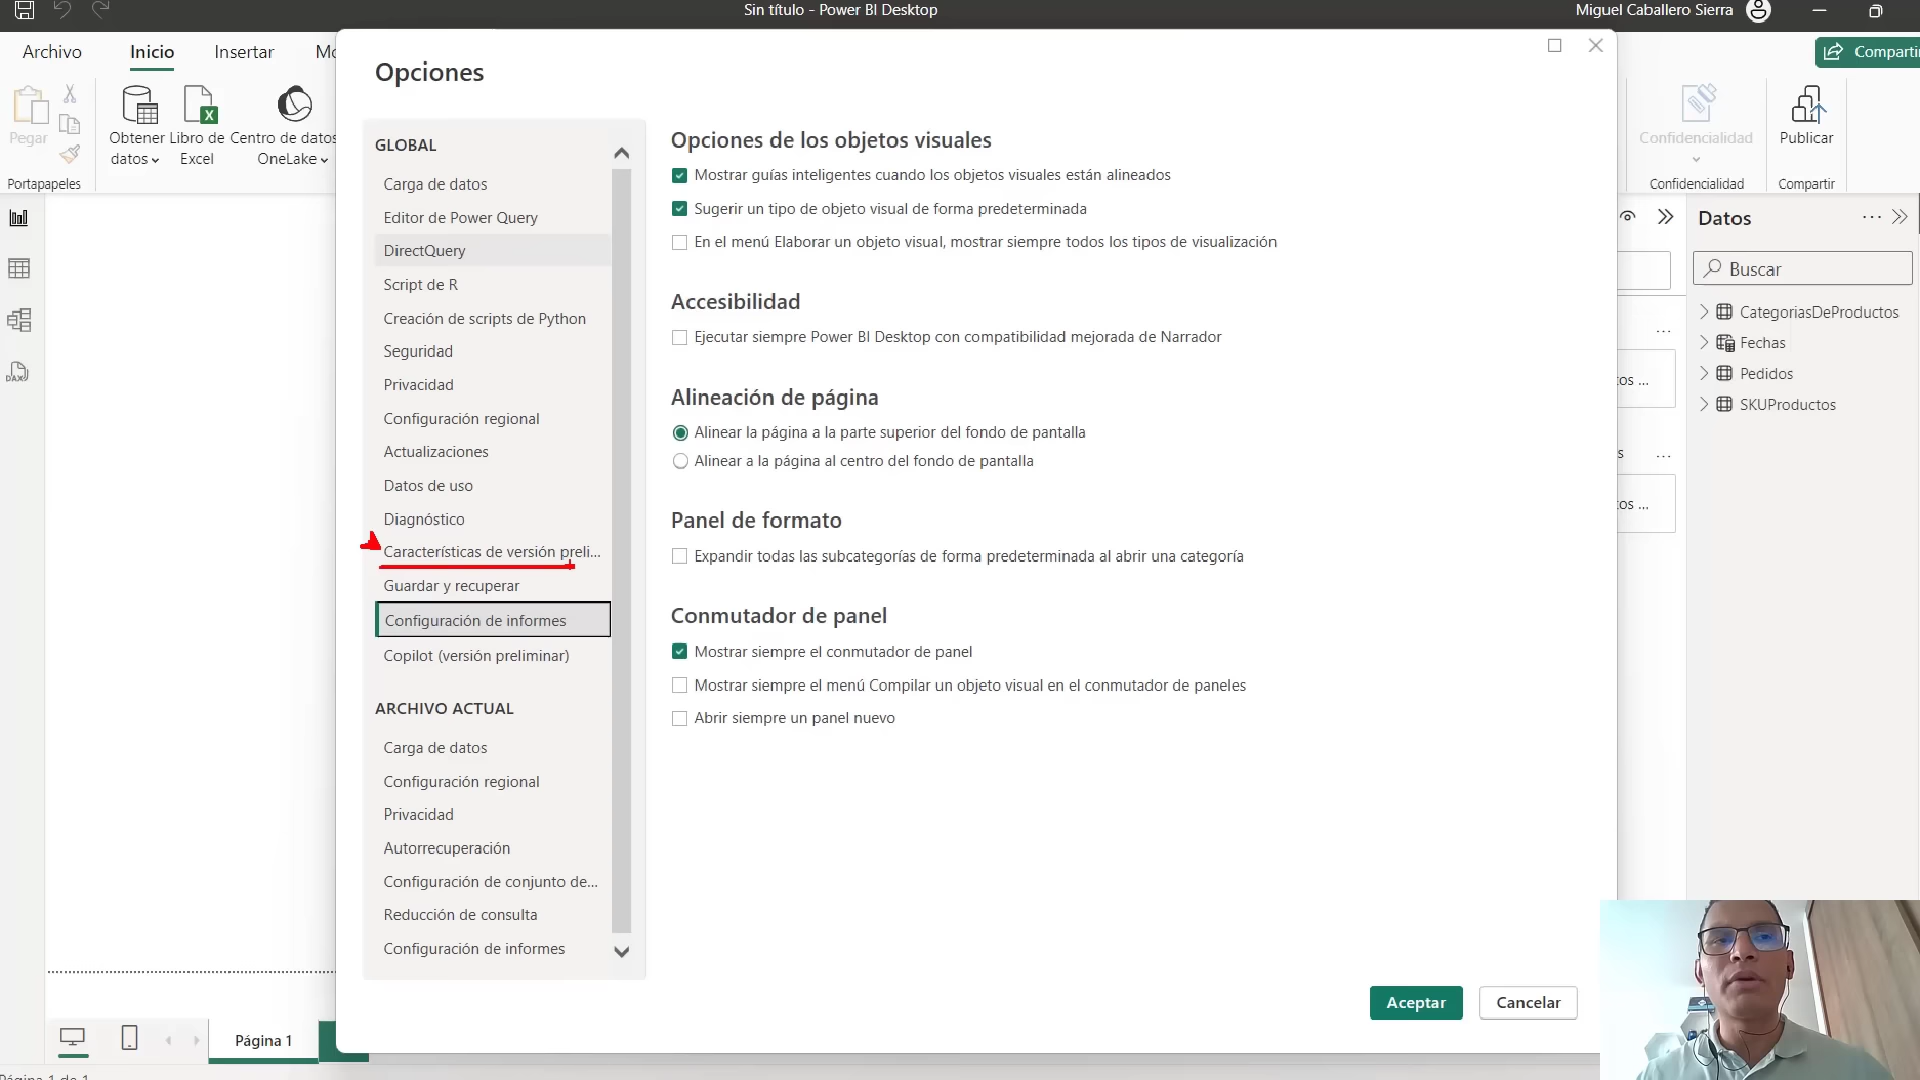 Sin título - Power BI Desktop
Miguel Caballero Sierra
Archivo
Inicio
Insertar
Compartir
Pegar
Obtener datos
Libro de Excel
Centro de datos OneLake
Portapapeles
Confidencialidad
Publicar
Confidencialidad
Compartir
Opciones
GLOBAL
Carga de datos
Editor de Power Query
DirectQuery
Script de R
Creación de scripts de Python
Seguridad
Privacidad
Configuración regional
Actualizaciones
Datos de uso
Diagnóstico
Características de versión preli...
Guardar y recuperar
Configuración de informes
Copilot (versión preliminar)
ARCHIVO ACTUAL
Carga de datos
Configuración regional
Privacidad
Autorrecuperación
Configuración de conjunto de...
Reducción de consulta
Configuración de informes
Opciones de los objetos visuales
Mostrar guías inteligentes cuando los objetos visuales están alineados
Sugerir un tipo de objeto visual de forma predeterminada
En el menú Elaborar un objeto visual, mostrar siempre todos los tipos de visualización
Accesibilidad
Ejecutar siempre Power BI Desktop con compatibilidad mejorada de Narrador
Alineación de página
Alinear la página a la parte superior del fondo de pantalla
Alinear a la página al centro del fondo de pantalla
Panel de formato
Expandir todas las subcategorías de forma predeterminada al abrir una categoría
Conmutador de panel
Mostrar siempre el conmutador de panel
Mostrar siempre el menú Compilar un objeto visual en el conmutador de paneles
Abrir siempre un panel nuevo
Aceptar
Cancelar
Datos
Buscar
CategoriasDeProductos
Fechas
Pedidos
SKUProductos
DAX
Página 1
Página 1 de 1